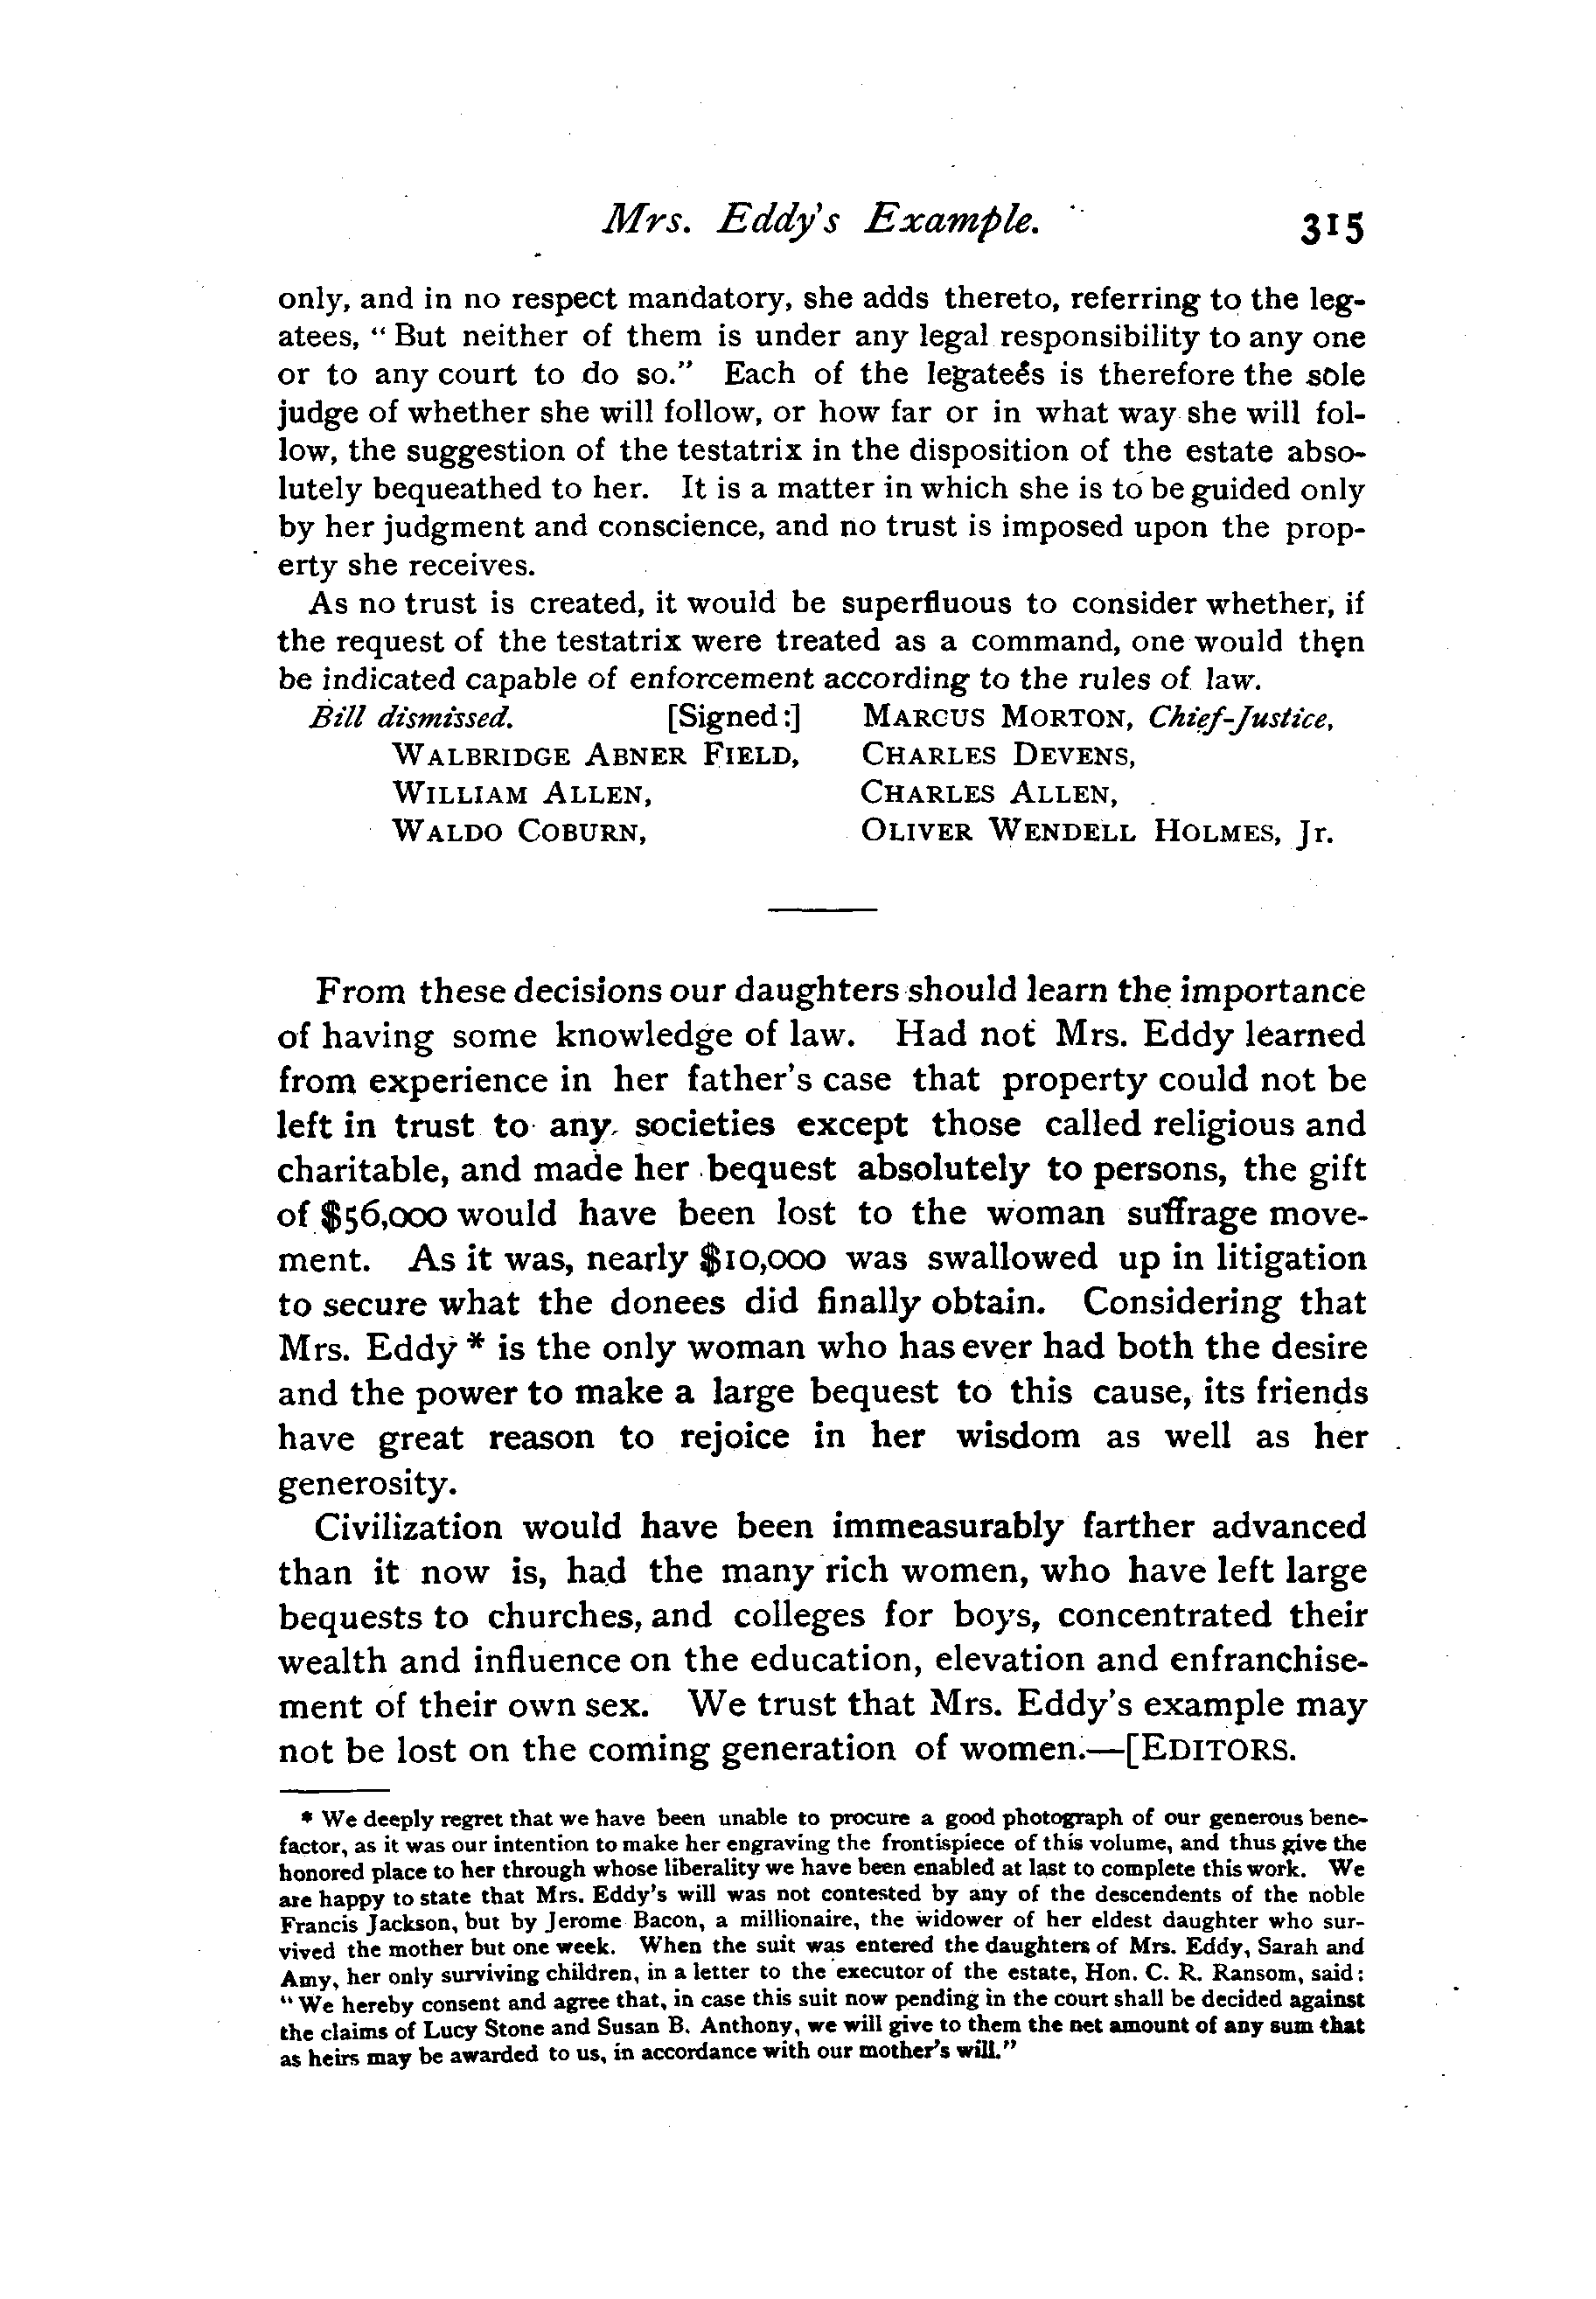 Mrs. Eddy's Example. 315
only, and in no respect mandatory, she adds thereto, referring to the leg-
atees, "But neither of them is under any legal responsibility to any one
or to any court to do so." Each of the legatees is therefore the sole
judge of whether she will follow, or how far or in what way she will fol-
low, the suggestion of the testatrix in the disposition of the estate abso-
lutely bequeathed to her. It is a matter in which she is to be guided only
by her judgment and conscience, and no trust is imposed upon the prop-
erty she receives.
As no trust is created, it would be superfluous to consider whether, if
the request of the testatrix were treated as a command, one would then
be indicated capable of enforcement according to the rules of law.
Bill dismissed. [Signed:] MARCUS MORTON, Chief-Justice,
WALBRIDGE ABNER FIELD, CHARLES DEVENS,
WILLIAM ALLEN, CHARLES ALLEN,
WALDO COBURN, OLIVER WENDELL HOLMES, Jr.
From these decisions our daughters should learn the importance
of having some knowledge of law. Had not Mrs. Eddy learned
from experience in her father's case that property could not be
left in trust to any societies except those called religious and
charitable, and made her bequest absolutely to persons, the gift
of $56,000 would have been lost to the woman suffrage move-
ment. As it was, nearly $10,000 was swallowed up in litigation
to secure what the donees did finally obtain. Considering that
Mrs. Eddy * is the only woman who has ever had both the desire
and the power to make a large bequest to this cause, its friends
have great reason to rejoice in her wisdom as well as her
generosity.
Civilization would have been immeasurably farther advanced
than it now is, had the many rich women, who have left large
bequests to churches, and colleges for boys, concentrated their
wealth and influence on the education, elevation and enfranchise-
ment of their own sex. We trust that Mrs. Eddy's example may
not be lost on the coming generation of women.—[EDITORS.
* We deeply regret that we have been unable to procure a good photograph of our generous bene-
factor, as it was our intention to make her engraving the frontispiece of this volume, and thus give the
honored place to her through whose liberality we have been enabled at last to complete this work. We
are happy to state that Mrs. Eddy's will was not contested by any of the descendents of the noble
Francis Jackson, but by Jerome Bacon, a millionaire, the widower of her eldest daughter who sur-
vived the mother but one week. When the suit was entered the daughters of Mrs. Eddy, Sarah and
Amy, her only surviving children, in a letter to the executor of the estate, Hon. C. R. Ransom, said:
"We hereby consent and agree that, in case this suit now pending in the court shall be decided against
the claims of Lucy Stone and Susan B. Anthony, we will give to them the net amount of any sum that
as heirs may be awarded to us, in accordance with our mother's will."